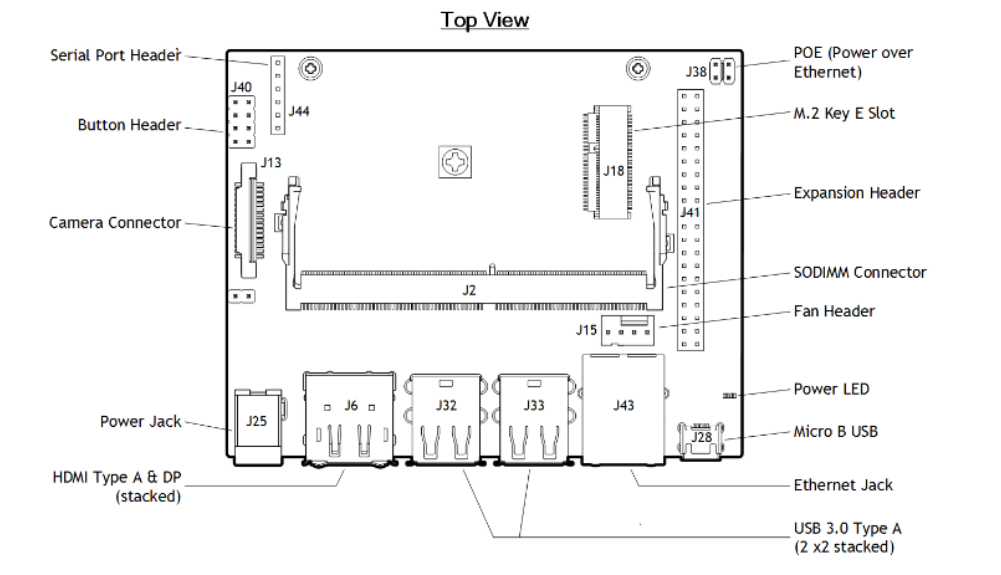 Top View
Serial Port Header
J40
J44
Button Header
J13
Camera Connector
J38
POE (Power over
Ethernet)
M.2 Key E Slot
J18
Expansion Header
J41
SODIMM Connector
J2
Fan Header
J15
Power LED
Power Jack
J25
J6
J32
J33
J43
J28
Micro B USB
HDMI Type A & DP
(stacked)
Ethernet Jack
USB 3.0 Type A
(2 x2 stacked)